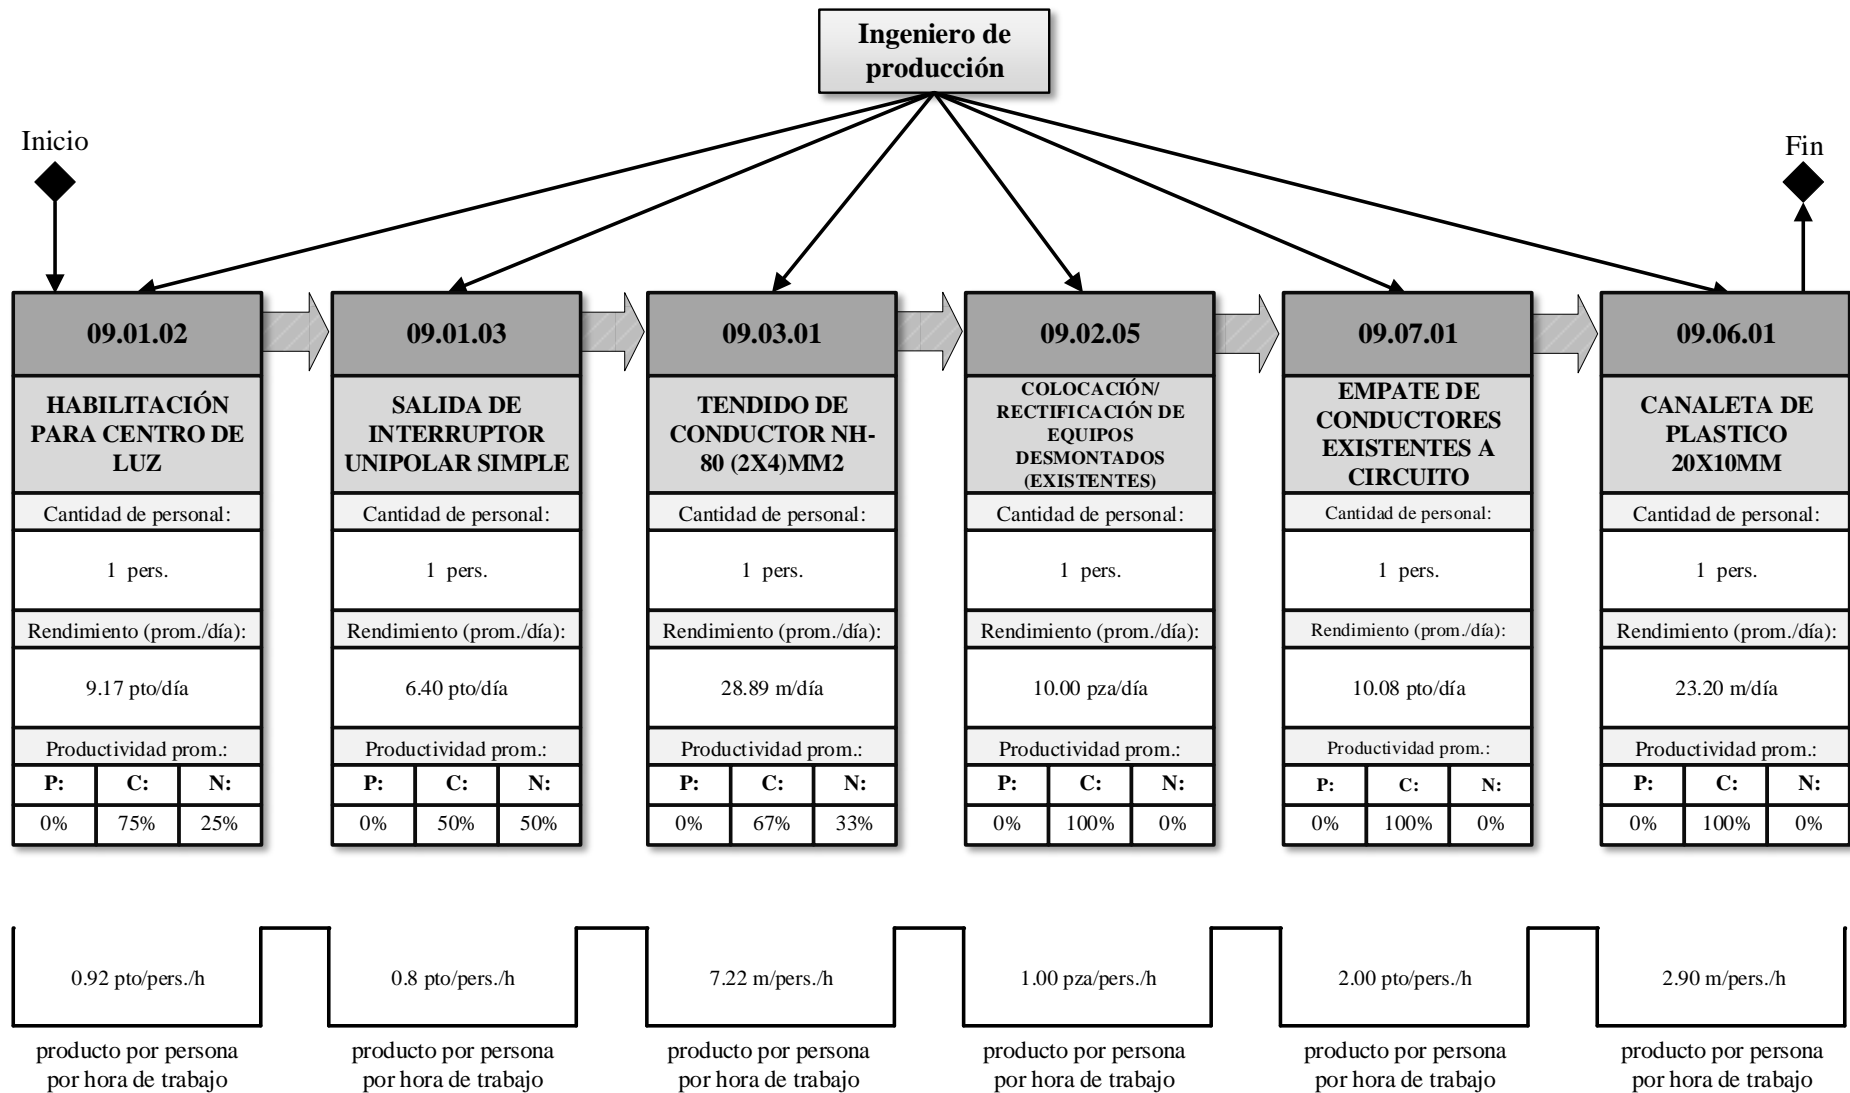 Ingeniero de
producción
Inicio
Fin
09.01.02
HABILITACIÓN
PARA CENTRO DE
LUZ
Cantidad de personal:
1 pers.
Rendimiento (prom./día):
9.17 pto/día
Productividad prom.:
P: C: N:
0% 75% 25%
09.01.03
SALIDA DE
INTERRUPTOR
UNIPOLAR SIMPLE
Cantidad de personal:
1 pers.
Rendimiento (prom./día):
6.40 pto/día
Productividad prom.:
P: C: N:
0% 50% 50%
09.03.01
TENDIDO DE
CONDUCTOR NH-
80 (2X4)MM2
Cantidad de personal:
1 pers.
Rendimiento (prom./día):
28.89 m/día
Productividad prom.:
P: C: N:
0% 67% 33%
09.02.05
COLOCACIÓN/
RECTIFICACIÓN DE
EQUIPOS
DESMONTADOS
(EXISTENTES)
Cantidad de personal:
1 pers.
Rendimiento (prom./día):
10.00 pza/día
Productividad prom.:
P: C: N:
0% 100% 0%
09.07.01
EMPATE DE
CONDUCTORES
EXISTENTES A
CIRCUITO
Cantidad de personal:
1 pers.
Rendimiento (prom./día):
10.08 pto/día
Productividad prom.:
P: C: N:
0% 100% 0%
09.06.01
CANALETA DE
PLASTICO
20X10MM
Cantidad de personal:
1 pers.
Rendimiento (prom./día):
23.20 m/día
Productividad prom.:
P: C: N:
0% 100% 0%
0.92 pto/pers./h
producto por persona
por hora de trabajo
0.8 pto/pers./h
producto por persona
por hora de trabajo
7.22 m/pers./h
producto por persona
por hora de trabajo
1.00 pza/pers./h
producto por persona
por hora de trabajo
2.00 pto/pers./h
producto por persona
por hora de trabajo
2.90 m/pers./h
producto por persona
por hora de trabajo